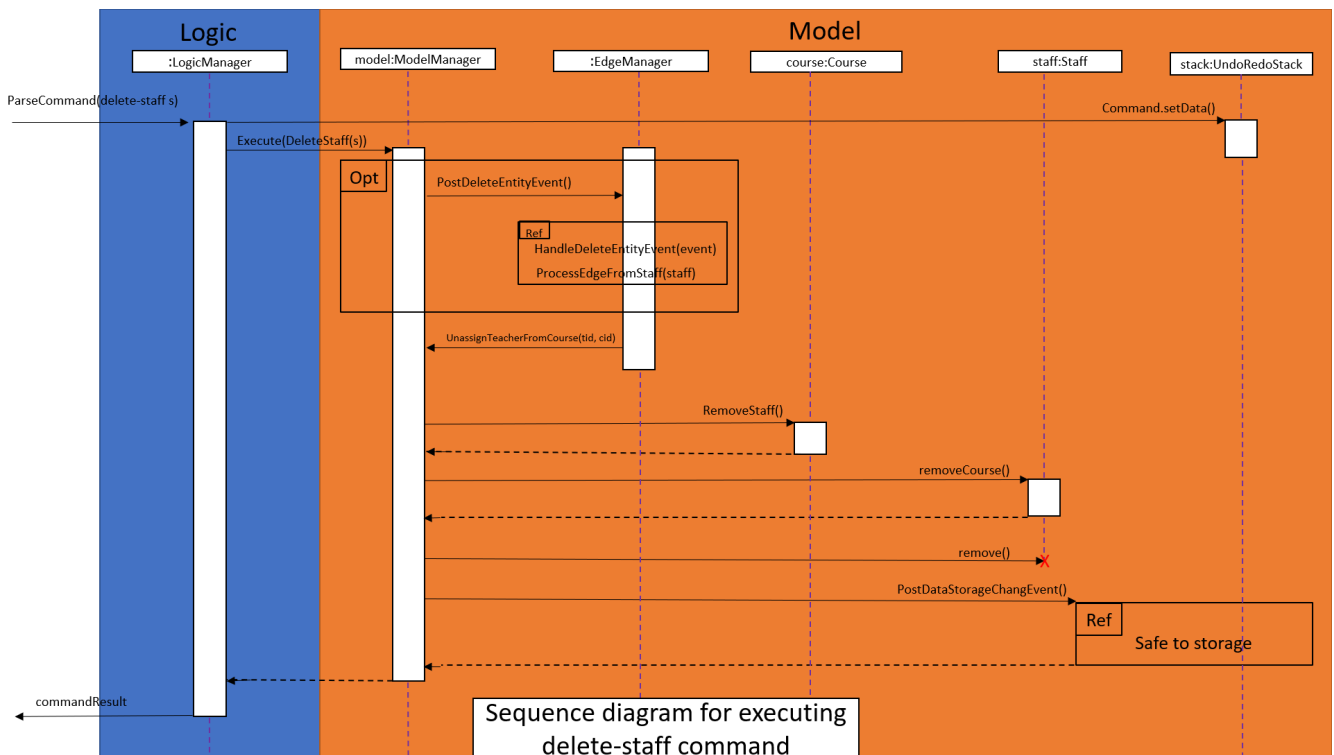 Logic
Model
:LogicManager
model:ModelManager
:EdgeManager
course:Course
staff:Staff
stack:UndoRedoStack
ParseCommand(delete-staff s)
Command.setData()
Execute(DeleteStaff(s))
Opt
PostDeleteEntityEvent()
Ref
HandleDeleteEntityEvent(event)
ProcessEdgeFromStaff(staff)
UnassignTeacherFromCourse(tid, cid)
RemoveStaff()
removeCourse()
remove()
X
PostDataStorageChangEvent()
Ref
Safe to storage
commandResult
Sequence diagram for executing
delete-staff command